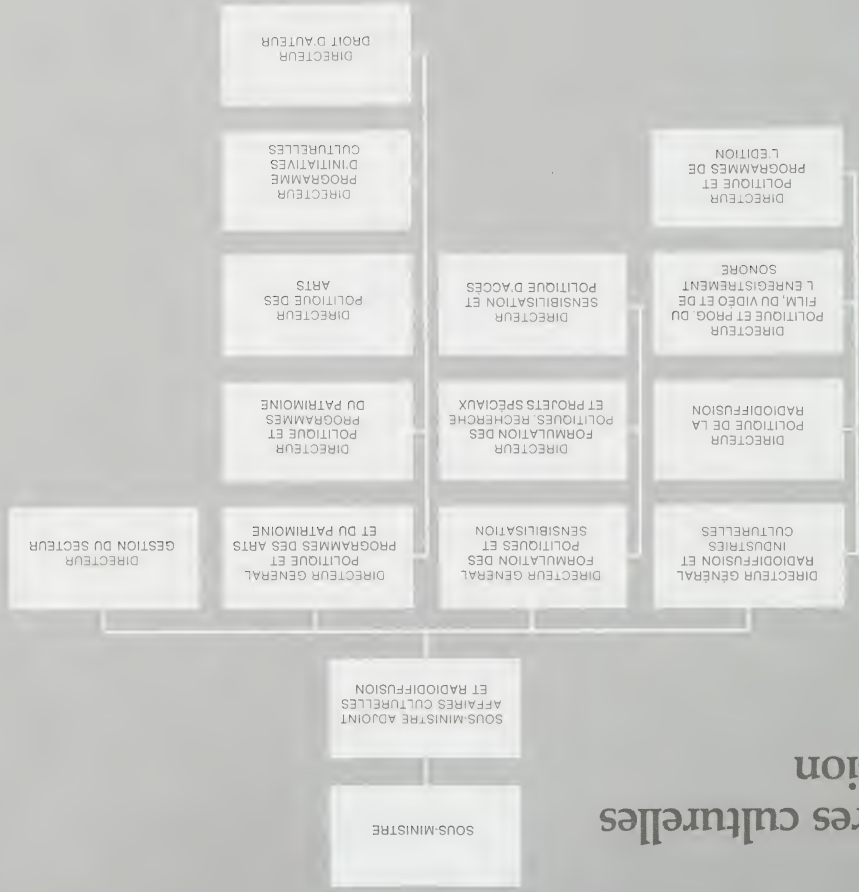 res culturelles
sion
SOUS-MINISTRE
SOUS-MINISTRE ADJOINT
AFFAIRES CULTURELLES
ET RADIODIFFUSION
DIRECTEUR GÉNÉRAL
RADIODIFFUSION ET
INDUSTRIES
CULTURELLES
DIRECTEUR GÉNÉRAL
FORMULATION DES
POLITIQUES ET
SENSIBILISATION
DIRECTEUR GÉNÉRAL
POLITIQUE ET
PROGRAMMES DES ARTS
ET DU PATRIMOINE
DIRECTEUR
GESTION DU SECTEUR
DIRECTEUR
POLITIQUE DE LA
RADIODIFFUSION
DIRECTEUR
FORMULATION DES
POLITIQUES, RECHERCHE
ET PROJETS SPÉCIAUX
DIRECTEUR
POLITIQUE ET
PROGRAMMES
DU PATRIMOINE
DIRECTEUR
POLITIQUE ET PROG. DU
FILM, DU VIDÉO ET DE
L'ENREGISTREMENT
SONORE
DIRECTEUR
SENSIBILISATION ET
POLITIQUE D'ACCÈS
DIRECTEUR
POLITIQUE DES
ARTS
DIRECTEUR
POLITIQUE ET
PROGRAMMES DE
L'EDITION
DIRECTEUR
PROGRAMME
D'INITIATIVES
CULTURELLES
DIRECTEUR
DROIT D'AUTEUR